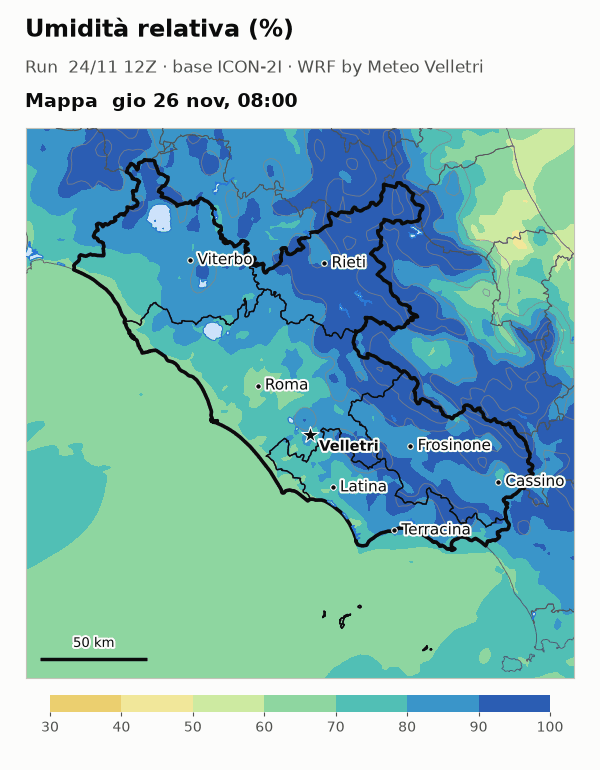 Umidità relativa (%)
Run 24/11 12Z · base ICON-2I · WRF by Meteo Velletri
Mappa gio 26 nov, 08:00
Viterbo
Rieti
Roma
Velletri
Frosinone
Cassino
Latina
Terracina
50 km
30 40 50 60 70 80 90 100